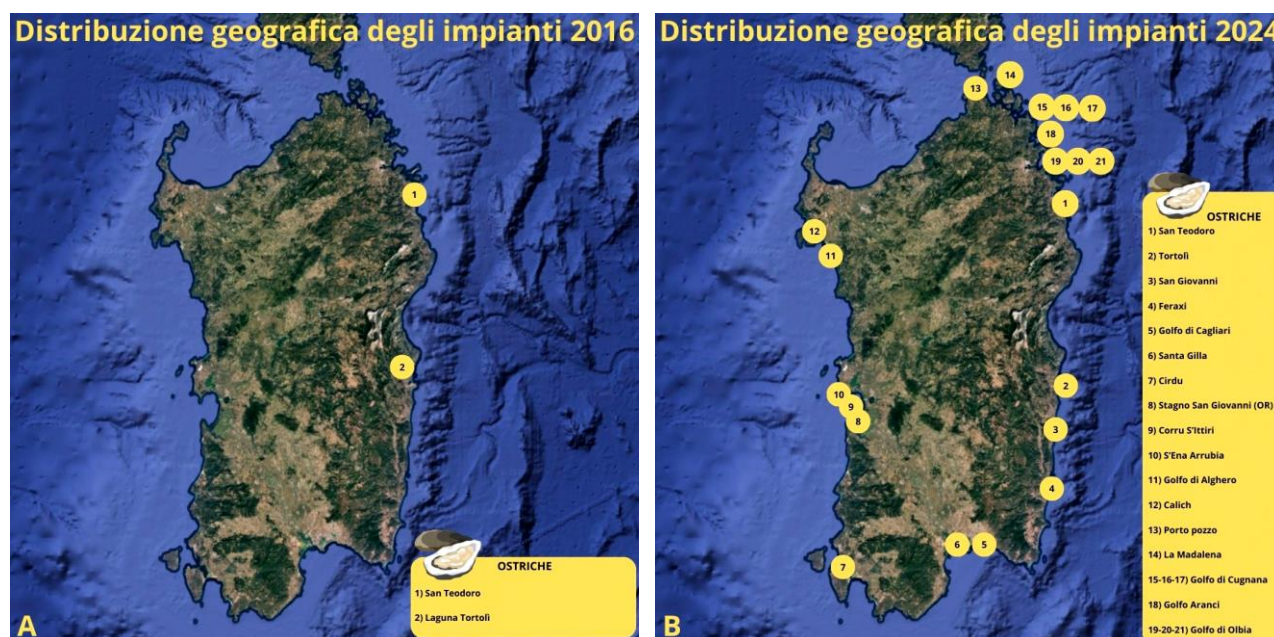 Distribuzione geografica degli impianti 2016
1
2
OSTRICHE
1) San Teodoro
2) Laguna Tortolì
A
Distribuzione geografica degli impianti 2024
14
13
15 16 17
18
19 20 21
1
12
11
10
9
8
2
3
4
6 5
7
OSTRICHE
1) San Teodoro
2) Tortolì
3) San Giovanni
4) Feraxi
5) Golfo di Cagliari
6) Santa Gilla
7) Cirdu
8) Stagno San Giovanni (OR)
9) Corru S'Ittiri
10) S'Ena Arrubia
11) Golfo di Alghero
12) Calich
13) Porto pozzo
14) La Madalena
15-16-17) Golfo di Cugnana
18) Golfo Aranci
19-20-21) Golfo di Olbia
B